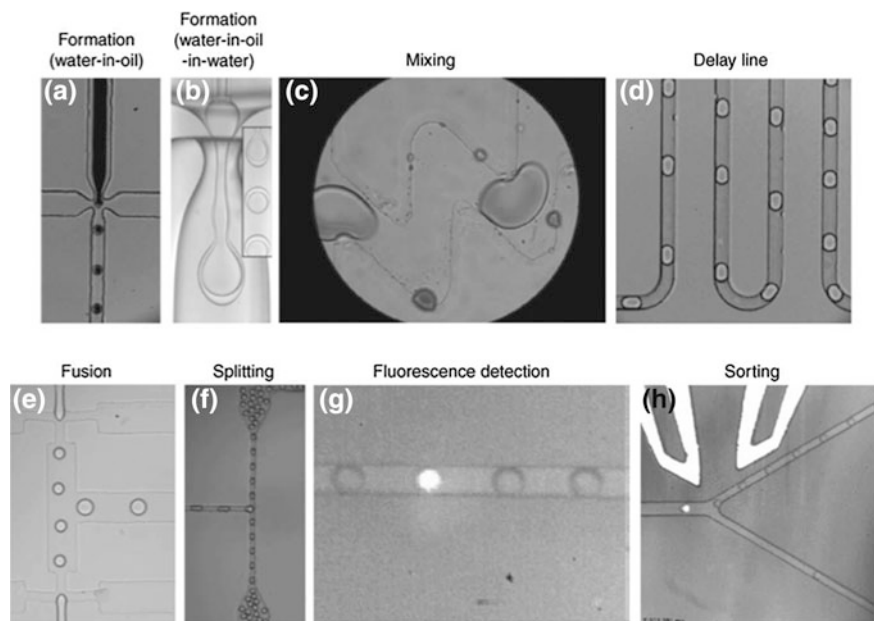 Formation
(water-in-oil)
Formation
(water-in-oil
-in-water)
Mixing
Delay line
(a)
(b)
(c)
(d)
Fusion
Splitting
Fluorescence detection
Sorting
(e)
(f)
(g)
(h)